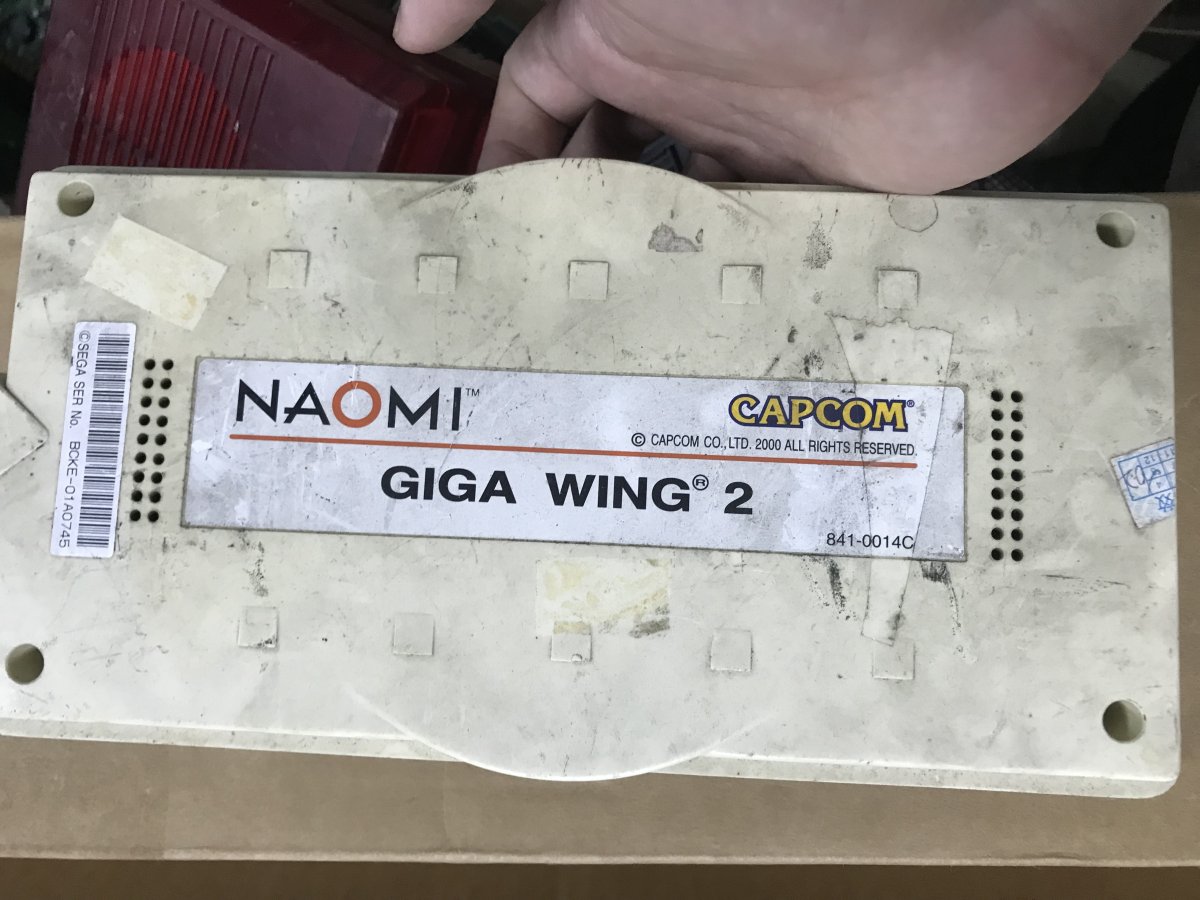 NAOMI™
CAPCOM®
© CAPCOM CO., LTD. 2000 ALL RIGHTS RESERVED.
GIGA WING® 2
841-0014C
©SEGA SER No. BCKE-01A0745